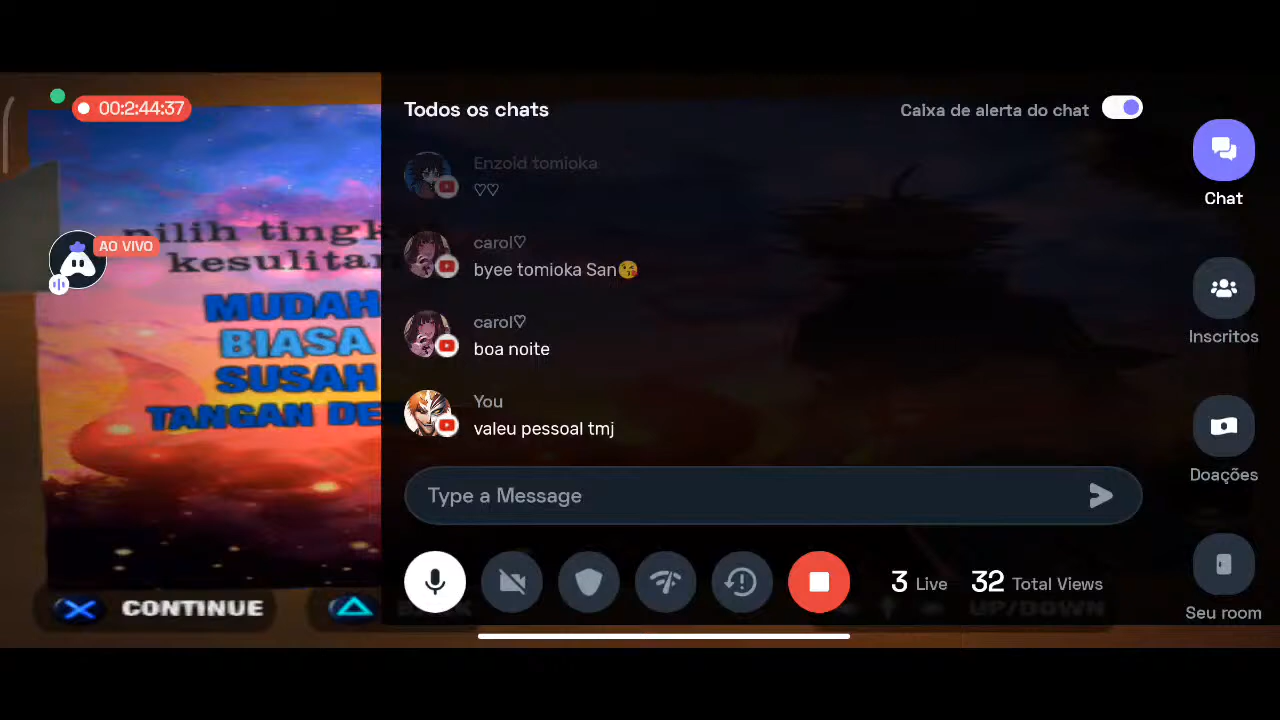 00:2:44:37
Todos os chats
Caixa de alerta do chat
Enzoid tomioka
♡♡
AO VIVO
carol♡
byee tomioka San😘
carol♡
boa noite
You
valeu pessoal tmj
Type a Message
3 Live 32 Total Views
Chat
Inscritos
Doações
Seu room
pilih tingk
kesulitan
MUDAH
BIASA
SUSAH
TANGAN DE
CONTINUE
UP/DOWN